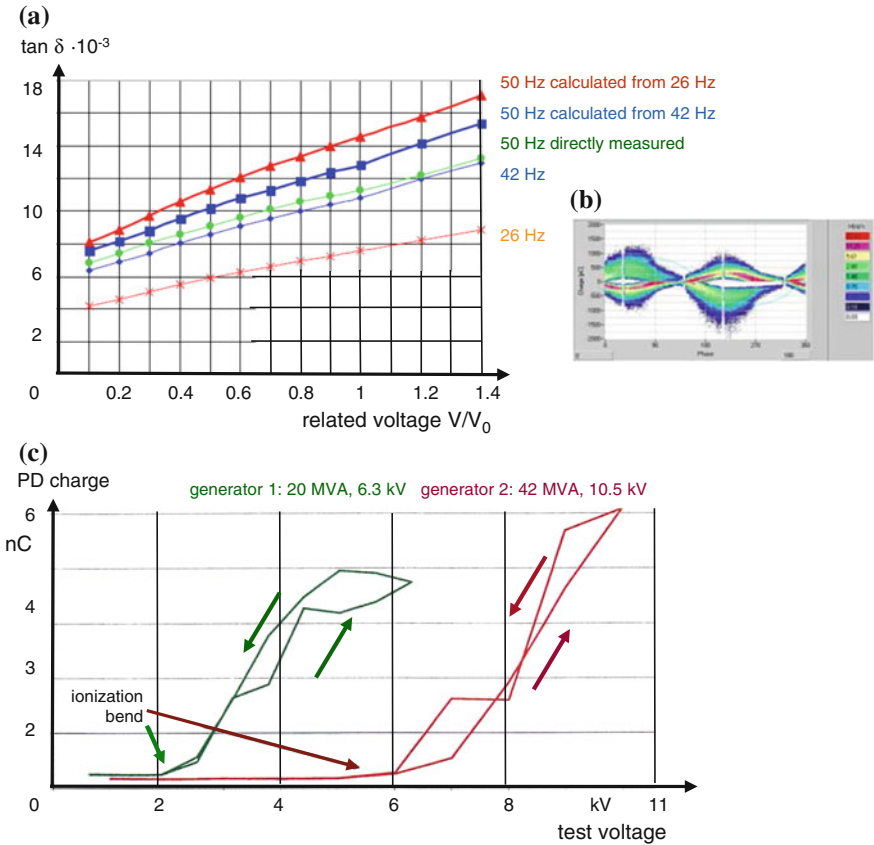 (a)
tan δ ·10-3
18
14
10
6
2
0
0.2
0.4
0.6
0.8
1
1.2
1.4
related voltage V/V0
50 Hz calculated from 26 Hz
50 Hz calculated from 42 Hz
50 Hz directly measured
42 Hz
26 Hz
(b)
Phase
(c)
PD charge
generator 1: 20 MVA, 6.3 kV
generator 2: 42 MVA, 10.5 kV
6
nC
4
3
2
ionization
bend
0
2
4
6
8
kV
11
test voltage